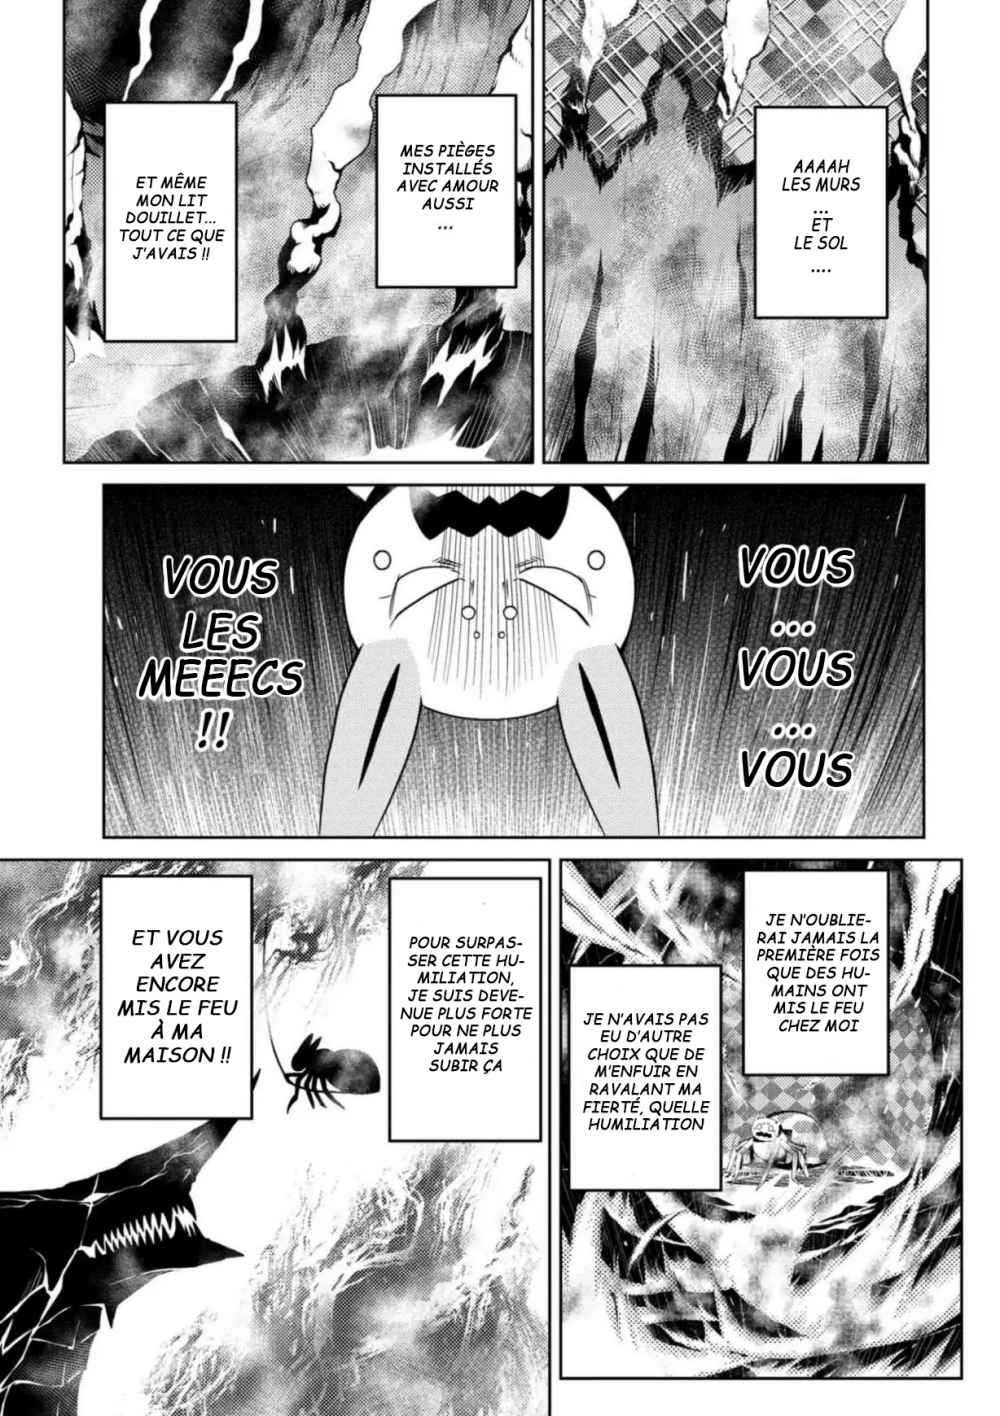 AAAAH
LES MURS
...
ET
LE SOL
....
MES PIÈGES
INSTALLÉS
AVEC AMOUR
AUSSI
...
ET MÊME
MON LIT
DOUILLET...
TOUT CE QUE
J'AVAIS !!
VOUS
...
VOUS
...
VOUS
VOUS
LES
MEEECS
!!
JE N'OUBLIE-
RAI JAMAIS LA
PREMIÈRE FOIS
QUE DES HU-
MAINS ONT
MIS LE FEU
CHEZ MOI
JE N'AVAIS PAS
EU D'AUTRE
CHOIX QUE DE
M'ENFUIR EN
RAVALANT MA
FIERTÉ, QUELLE
HUMILIATION
POUR SURPAS-
SER CETTE HU-
MILIATION,
JE SUIS DEVE-
NUE PLUS FORTE
POUR NE PLUS
JAMAIS
SUBIR ÇA
ET VOUS
AVEZ
ENCORE
MIS LE FEU
À MA
MAISON !!